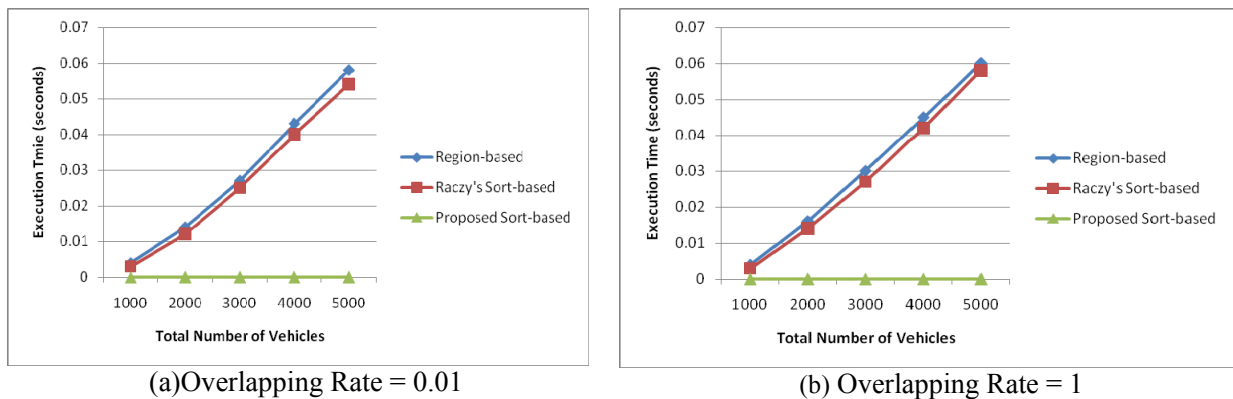 0.07
0.06
0.05
0.04
0.03
0.02
0.01
0
Execution Tmie (seconds)
1000 2000 3000 4000 5000
Total Number of Vehicles
Region-based
Raczy's Sort-based
Proposed Sort-based
(a)Overlapping Rate = 0.01
0.07
0.06
0.05
0.04
0.03
0.02
0.01
0
Execution Time (seconds)
1000 2000 3000 4000 5000
Total Number of Vehicles
Region-based
Raczy's Sort-based
Proposed Sort-based
(b) Overlapping Rate = 1